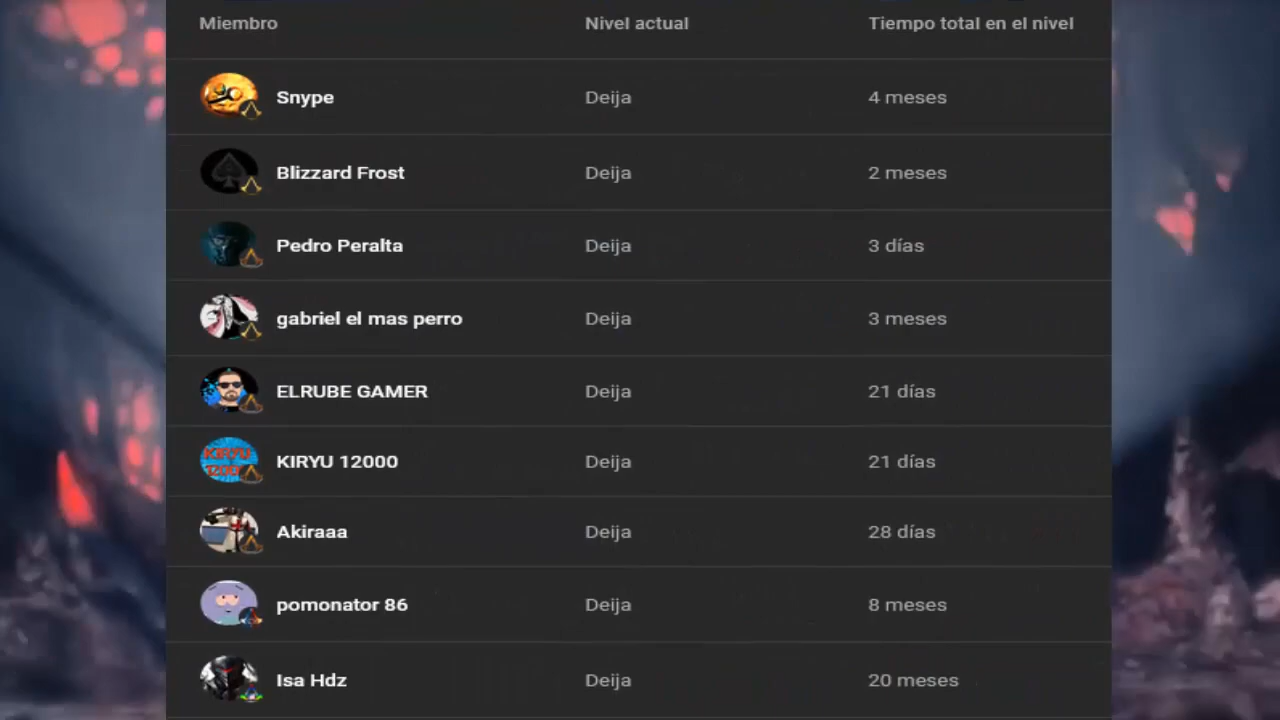 Miembro Nivel actual Tiempo total en el nivel
Snype Deija 4 meses
Blizzard Frost Deija 2 meses
Pedro Peralta Deija 3 días
gabriel el mas perro Deija 3 meses
ELRUBE GAMER Deija 21 días
KIRYU 12000 Deija 21 días
Akiraaa Deija 28 días
pomonator 86 Deija 8 meses
Isa Hdz Deija 20 meses